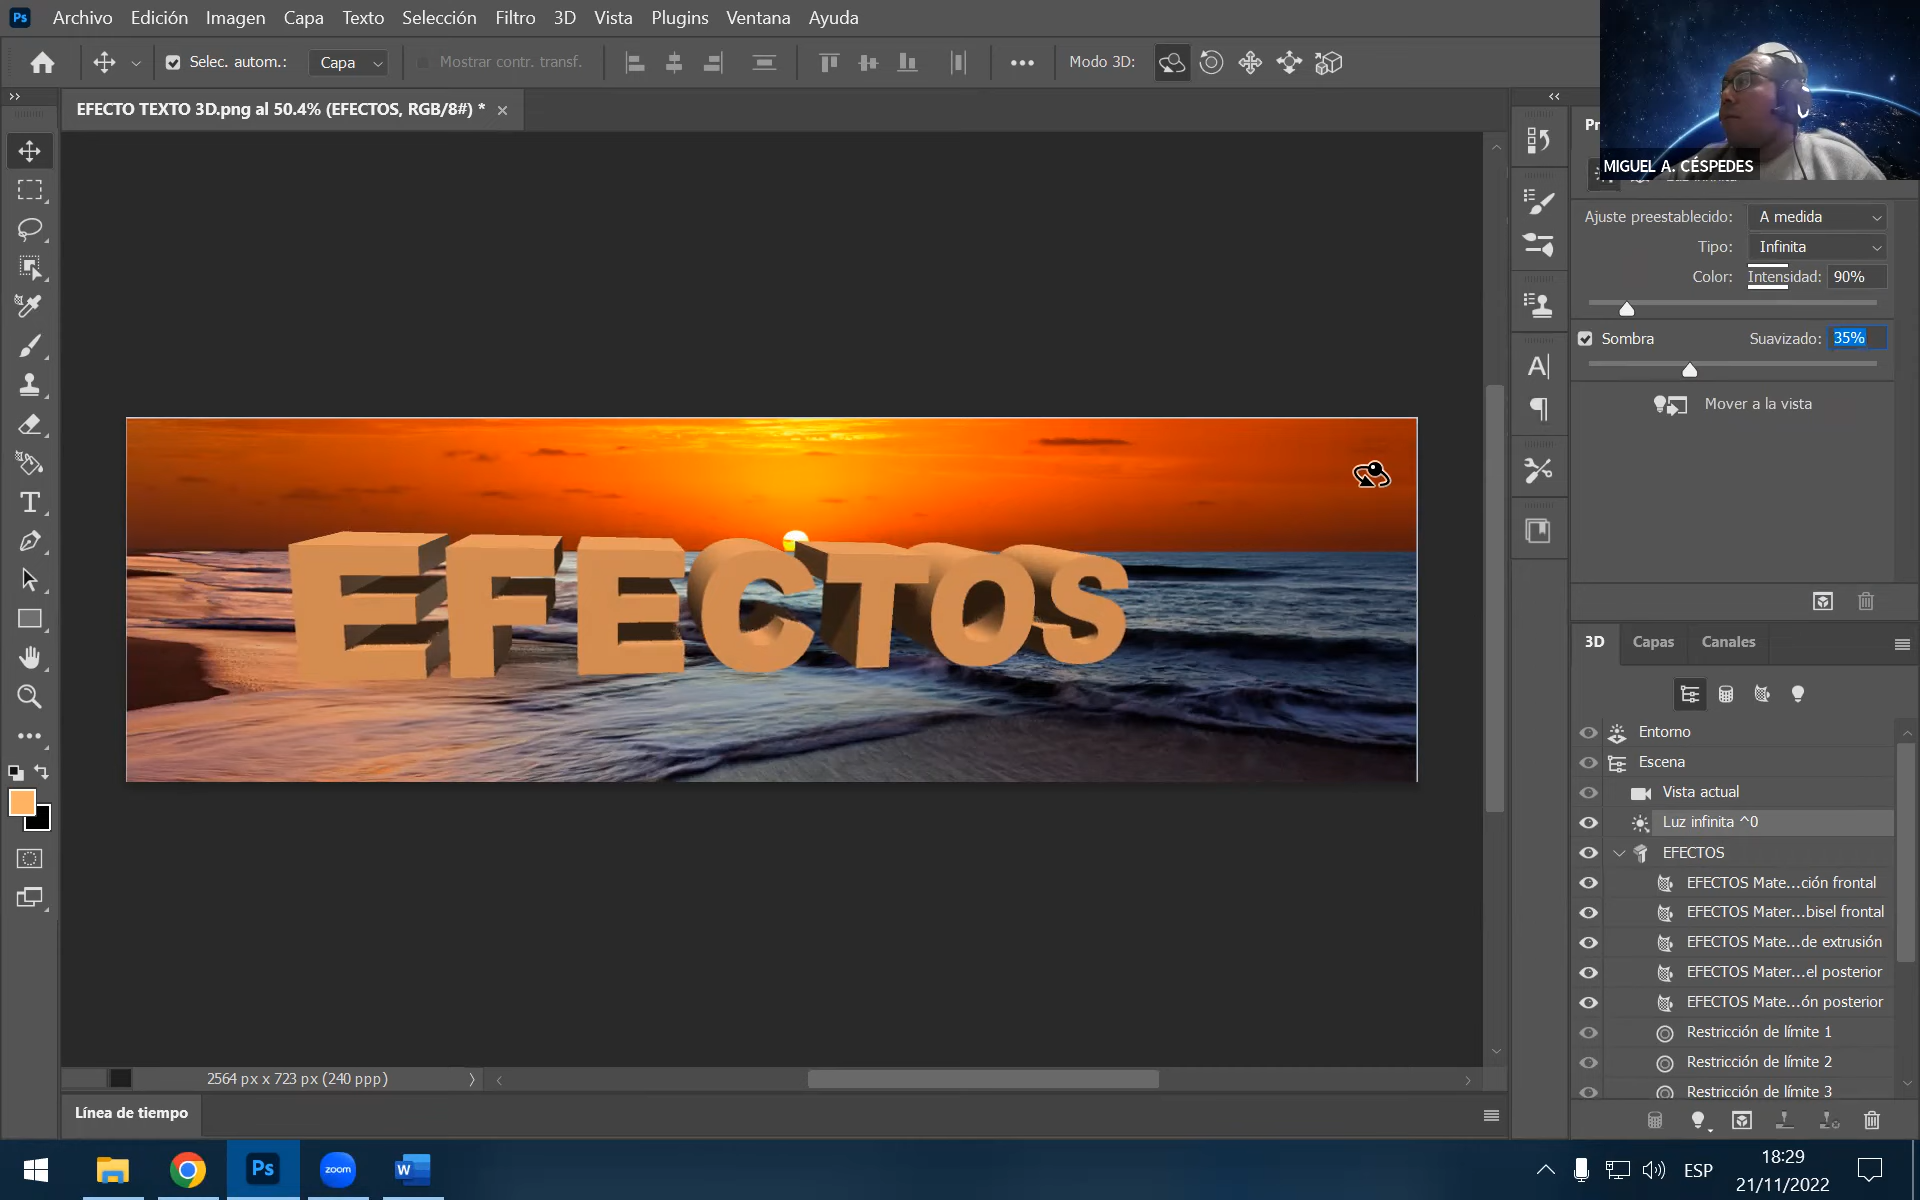 Ps Archivo Edición Imagen Capa Texto Selección Filtro 3D Vista Plugins Ventana Ayuda
Selec. autom.: Capa Mostrar contr. transf. Modo 3D:
EFECTO TEXTO 3D.png al 50.4% (EFECTOS, RGB/8#) * ×
MIGUEL A. CÉSPEDES
Ajuste preestablecido: A medida
Tipo: Infinita
Color: Intensidad: 90%
Sombra Suavizado: 35%
Mover a la vista
EFECTOS
3D Capas Canales
Entorno
Escena
Vista actual
Luz infinita ^0
EFECTOS
EFECTOS Mate...ción frontal
EFECTOS Mater...bisel frontal
EFECTOS Mate...de extrusión
EFECTOS Mater...el posterior
EFECTOS Mate...ón posterior
Restricción de límite 1
Restricción de límite 2
Restricción de límite 3
2564 px x 723 px (240 ppp)
Línea de tiempo
Ps zoom W ESP
18:29
21/11/2022